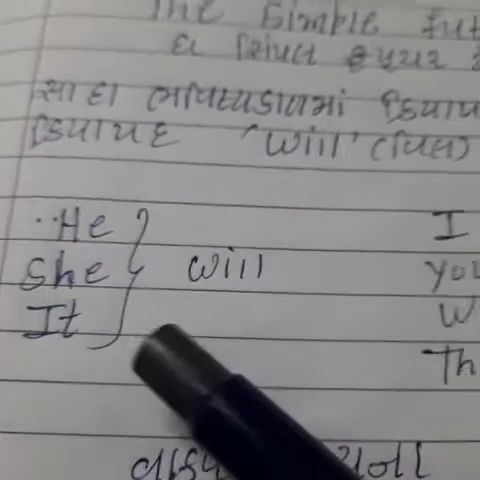 The Simple Fut
ધ સિંપલ ફ્યુચર
સાદા ભવિષ્યકાળમાં ક્રિયાપ
ક્રિયાપદ 'will' (વિલ)
He I
She will you
It W
Th
વાક્ય